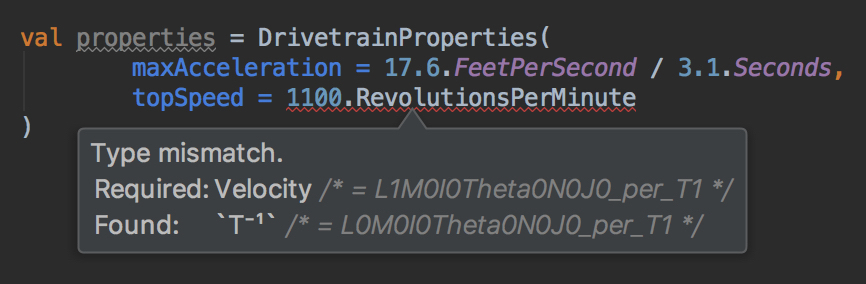 val properties = DrivetrainProperties(
maxAcceleration = 17.6.FeetPerSecond / 3.1.Seconds,
topSpeed = 1100.RevolutionsPerMinute
)
Type mismatch.
Required: Velocity /* = L1M0I0Theta0N0J0_per_T1 */
Found: `T⁻¹` /* = L0M0I0Theta0N0J0_per_T1 */